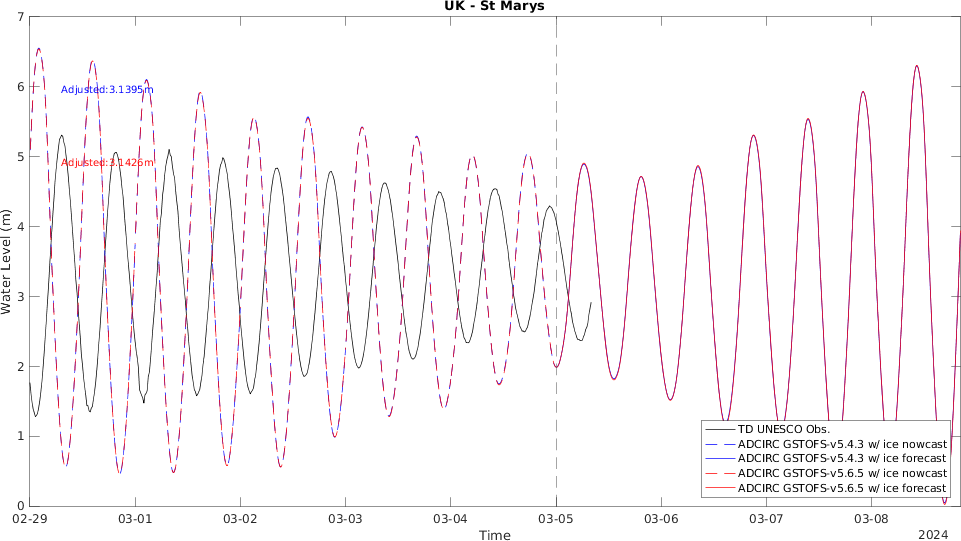 UK - St Marys
7
6
5
4
3
2
1
0
Water Level (m)
Adjusted:3.1395m
Adjusted:3.1426m
TD UNESCO Obs.
ADCIRC GSTOFS-v5.4.3 w/ ice nowcast
ADCIRC GSTOFS-v5.4.3 w/ ice forecast
ADCIRC GSTOFS-v5.6.5 w/ ice nowcast
ADCIRC GSTOFS-v5.6.5 w/ ice forecast
02-29 03-01 03-02 03-03 03-04 03-05 03-06 03-07 03-08
Time
2024